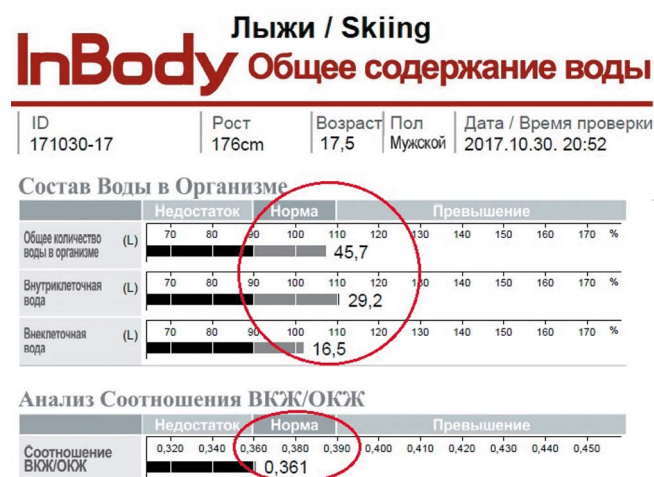 Лыжи / Skiing
InBody Общее содержание воды
ID Рост Возраст Пол Дата / Время проверки
171030-17 176cm 17,5 Мужской 2017.10.30. 20:52
Состав Воды в Организме
Недостаток Норма Превышение
Общее количество воды в организме (L) 70 80 90 100 110 120 130 140 150 160 170 %
45,7
Внутриклеточная вода (L) 70 80 90 100 110 120 130 140 150 160 170 %
29,2
Внеклеточная вода (L) 70 80 90 100 110 120 130 140 150 160 170 %
16,5
Анализ Соотношения ВКЖ/ОКЖ
Недостаток Норма Превышение
Соотношение ВКЖ/ОКЖ 0,320 0,340 0,360 0,380 0,390 0,400 0,410 0,420 0,430 0,440 0,450
0,361